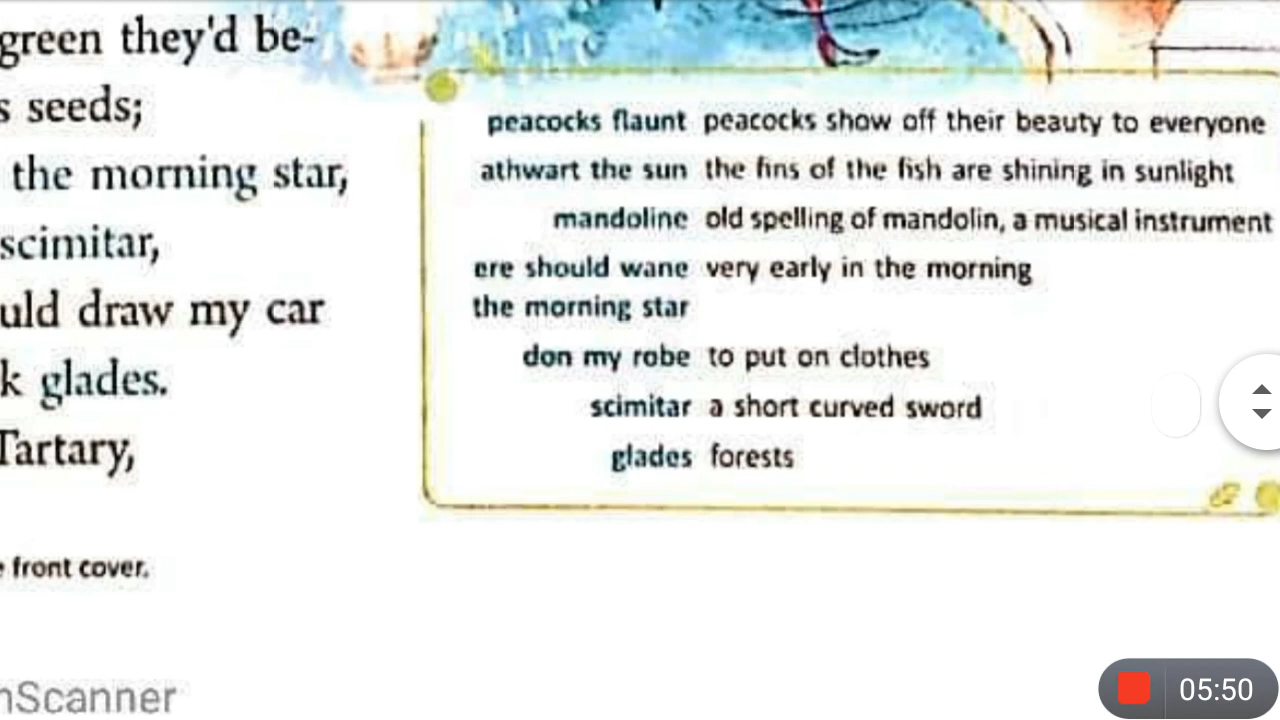 green they'd be-
s seeds;
the morning star,
scimitar,
uld draw my car
k glades.
Tartary,
front cover.
peacocks flaunt peacocks show off their beauty to everyone
athwart the sun the fins of the fish are shining in sunlight
mandoline old spelling of mandolin, a musical instrument
ere should wane very early in the morning
the morning star
don my robe to put on clothes
scimitar a short curved sword
glades forests
nScanner
05:50